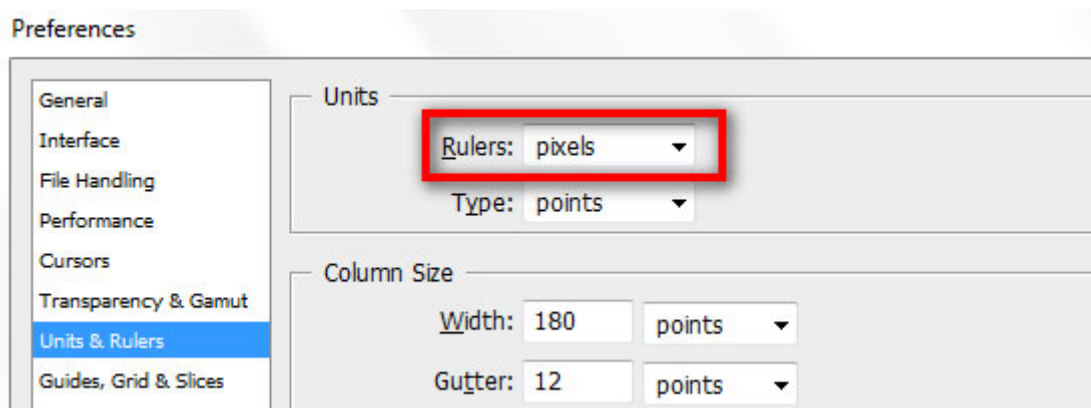 Preferences
General
Interface
File Handling
Performance
Cursors
Transparency & Gamut
Units & Rulers
Guides, Grid & Slices
Units
Rulers: pixels
Type: points
Column Size
Width: 180 points
Gutter: 12 points